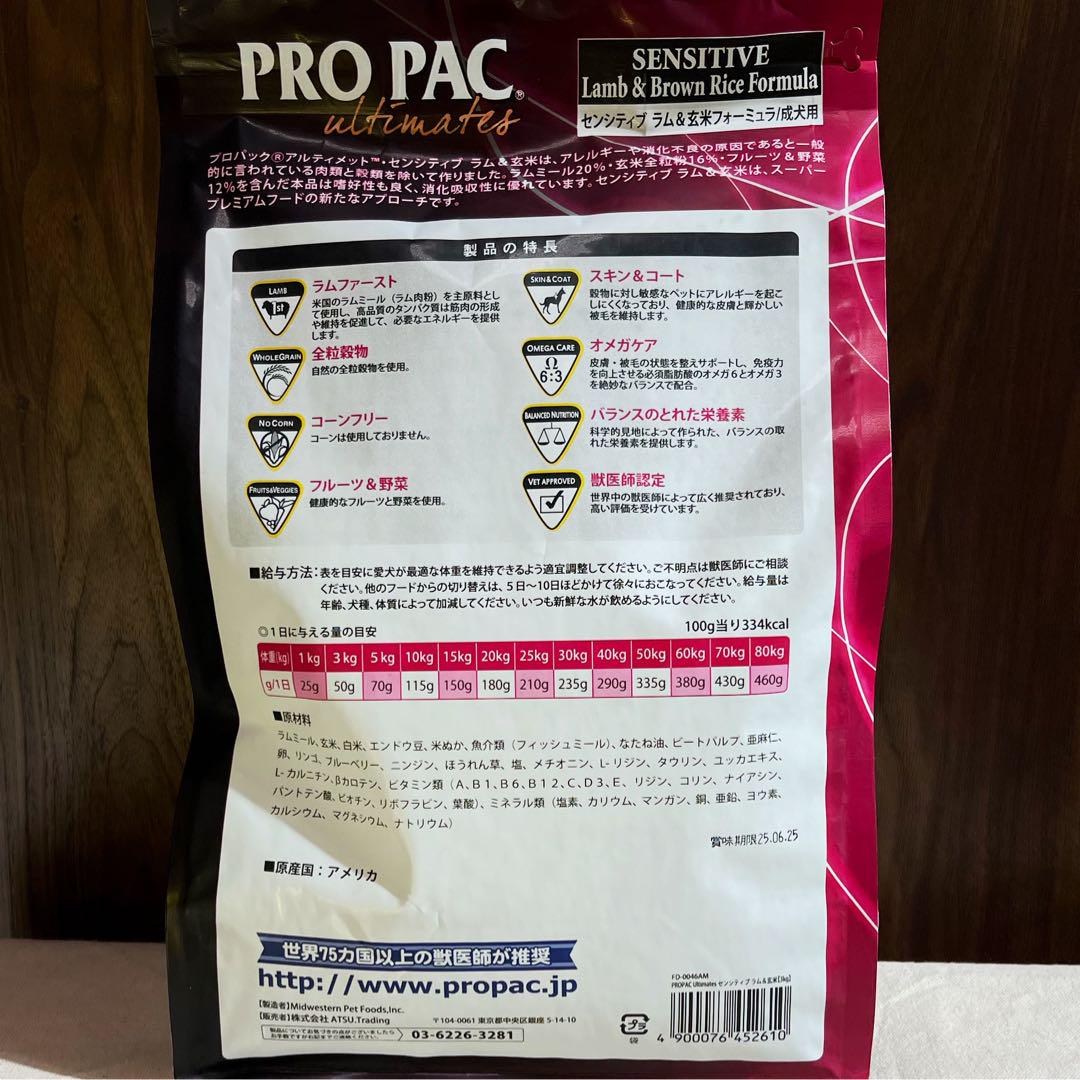 PRO PAC®
ultimates
SENSITIVE
Lamb & Brown Rice Formula
センシティブ ラム＆玄米フォーミュラ/成犬用
プロパック®アルティメット™・センシティブ ラム＆玄米は、アレルギーや消化不良の原因であると一般
的に言われている肉類と穀類を除いて作りました。ラムミール20％・玄米全粒粉16％・フルーツ＆野菜
12％を含んだ本品は嗜好性も良く、消化吸収性に優れています。センシティブ ラム＆玄米は、スーパー
プレミアムフードの新たなアプローチです。
製品の特長
LAMB
1st
ラムファースト
米国のラムミール（ラム肉粉）を主原料とし
て使用し、高品質のタンパク質は筋肉の形成
や維持を促進して、必要なエネルギーを提供
します。
WHOLEGRAIN
全粒穀物
自然の全粒穀物を使用。
NO CORN
コーンフリー
コーンは使用しておりません。
FRUITS&VEGGIES
フルーツ＆野菜
健康的なフルーツと野菜を使用。
SKIN&COAT
スキン＆コート
穀物に対し敏感なペットにアレルギーを起こ
しにくくなっており、健康的な皮膚と輝かしい
被毛を維持します。
OMEGA CARE
Ω
6:3
オメガケア
皮膚・被毛の状態を整えサポートし、免疫力
を向上させる必須脂肪酸のオメガ6とオメガ3
を絶妙なバランスで配合。
BALANCED NUTRITION
バランスのとれた栄養素
科学的見地によって作られた、バランスの取
れた栄養素を提供します。
VET APPROVED
獣医師認定
世界中の獣医師によって広く推奨されており、
高い評価を受けています。
■給与方法：表を目安に愛犬が最適な体重を維持できるよう適宜調整してください。ご不明点は獣医師にご相談
ください。他のフードからの切り替えは、5日～10日ほどかけて徐々におこなってください。給与量は
年齢、犬種、体質によって加減してください。いつも新鮮な水が飲めるようにしてください。
◎1日に与える量の目安 100g当り334kcal
体重(kg) 1kg 3kg 5kg 10kg 15kg 20kg 25kg 30kg 40kg 50kg 60kg 70kg 80kg
g/1日 25g 50g 70g 115g 150g 180g 210g 235g 290g 335g 380g 430g 460g
■原材料
ラムミール、玄米、白米、エンドウ豆、米ぬか、魚介類（フィッシュミール）、なたね油、ビートパルプ、亜麻仁、
卵、リンゴ、ブルーベリー、ニンジン、ほうれん草、塩、メチオニン、L-リジン、タウリン、ユッカエキス、
L-カルニチン、βカロテン、ビタミン類（A、B1、B6、B12、C、D3、E、リジン、コリン、ナイアシン、
パントテン酸、ビオチン、リボフラビン、葉酸）、ミネラル類（塩素、カリウム、マンガン、銅、亜鉛、ヨウ素、
カルシウム、マグネシウム、ナトリウム）
賞味期限25.06.25
■原産国：アメリカ
世界75カ国以上の獣医師が推奨
http://www.propac.jp
【製造者】Midwestern Pet Foods,Inc.
【販売者】株式会社 ATSU.Trading 〒104-0061 東京都中央区銀座 5-14-10
製品についてお気づきの点がございましたら
お手数ですがお記までご連絡ください。
03-6226-3281
プラ
袋
FD-0046AM
PROPAC Ultimates センシティブ ラム＆玄米[3kg]
4 900076 452610